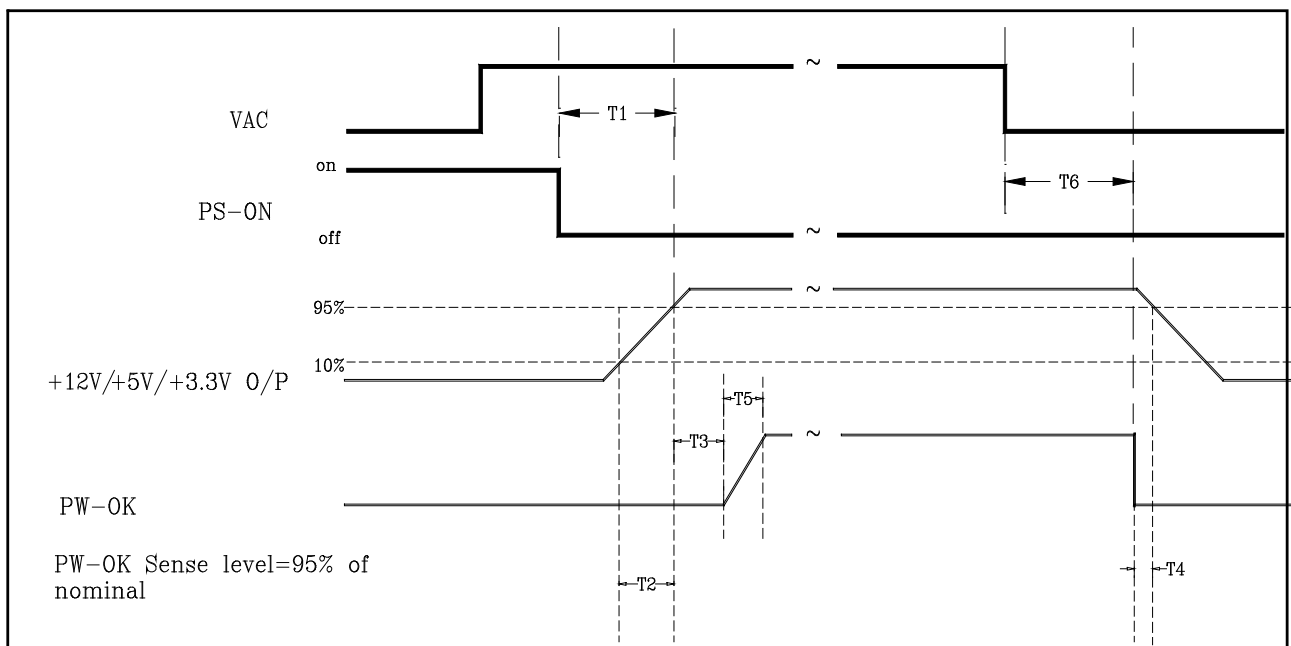 ~
T1
VAC
on
T6
PS-ON
off
~
95%
~
10%
+12V/+5V/+3.3V O/P
T5
T3
~
PW-OK
PW-OK Sense level=95% of
nominal
T2
T4